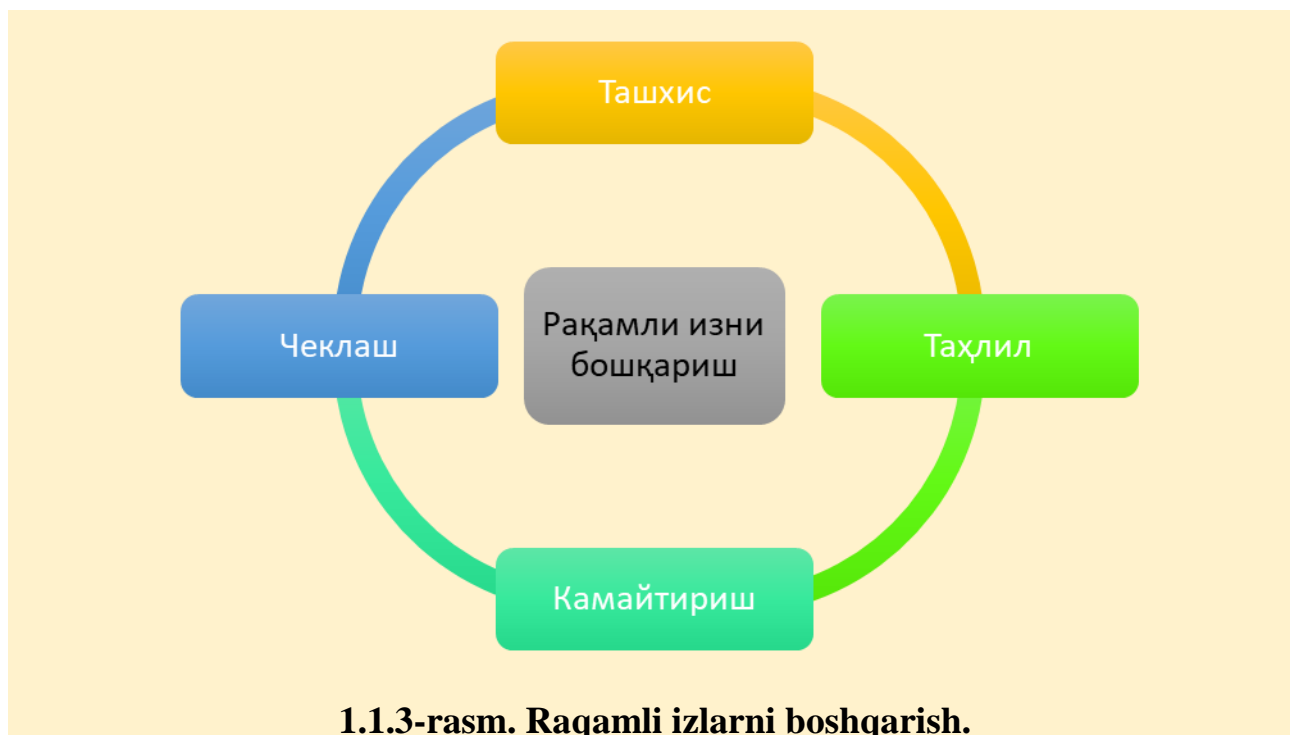 Ташхис
Чеклаш
Рақамли изни
бошқариш
Таҳлил
Камайтириш
1.1.3-rasm. Raqamli izlarni boshqarish.